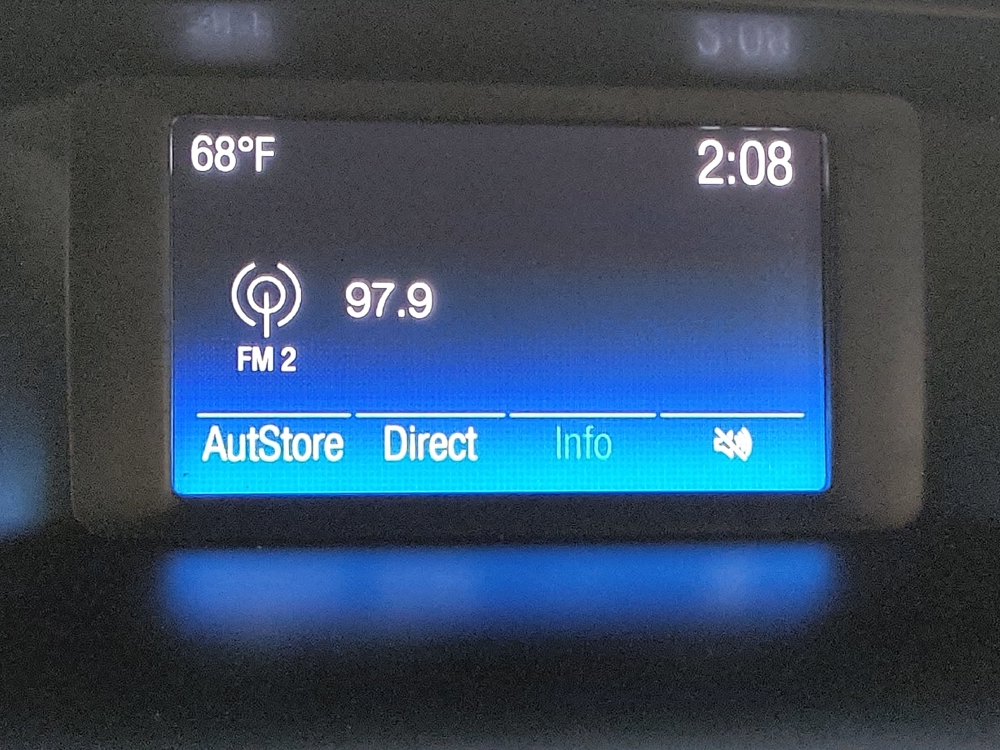 68°F 2:08
97.9
FM 2
AutStore Direct Info